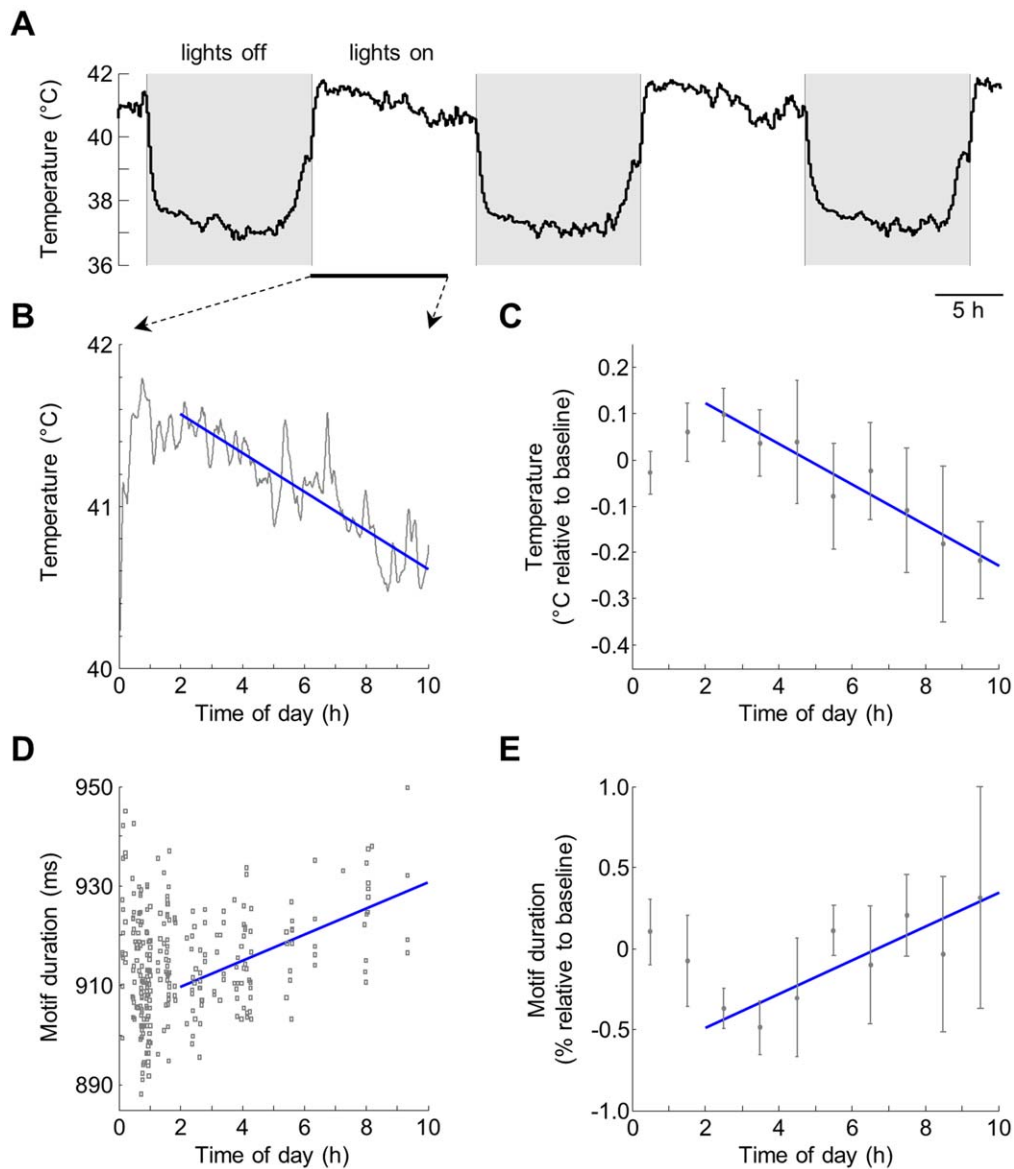 A
lights off
lights on
Temperature (°C)
42
40
38
36
5 h
B
Temperature (°C)
42
41
40
0 2 4 6 8 10
Time of day (h)
C
Temperature
(°C relative to baseline)
0.2
0.1
0
-0.1
-0.2
-0.3
-0.4
0 2 4 6 8 10
Time of day (h)
D
Motif duration (ms)
950
930
910
890
0 2 4 6 8 10
Time of day (h)
E
Motif duration
(% relative to baseline)
1.0
0.5
0
-0.5
-1.0
0 2 4 6 8 10
Time of day (h)